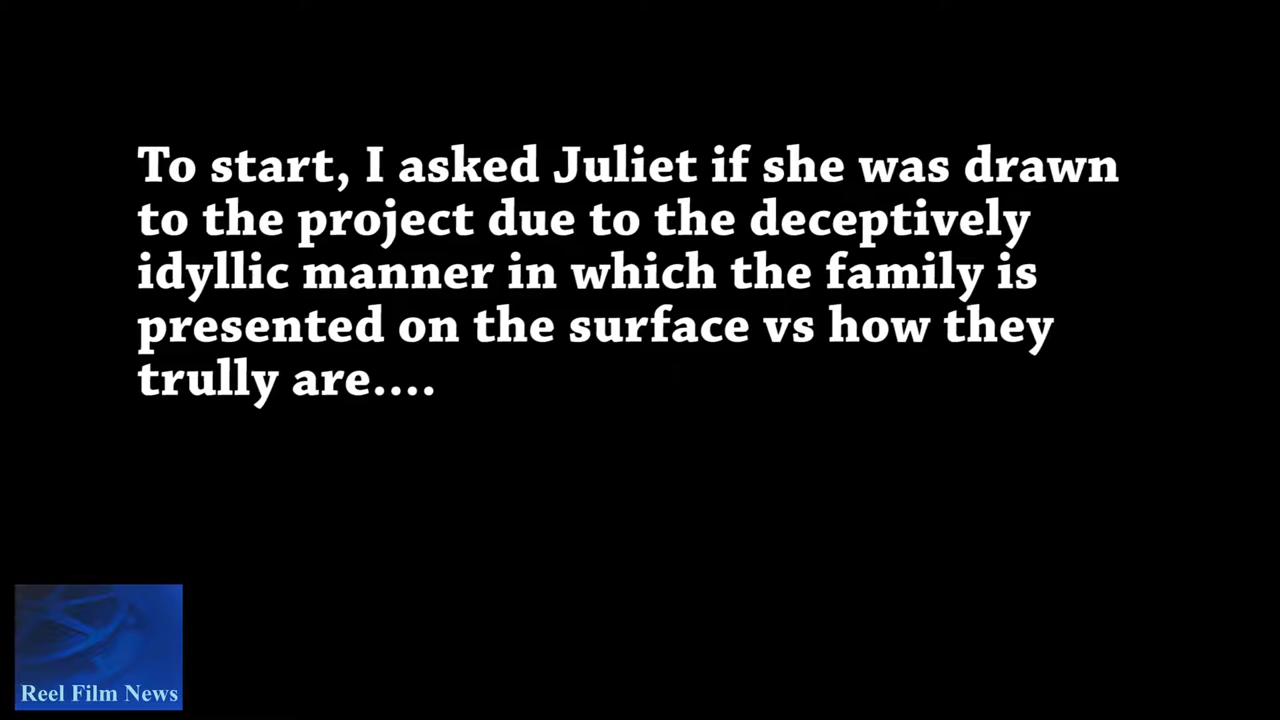 To start, I asked Juliet if she was drawn
to the project due to the deceptively
idyllic manner in which the family is
presented on the surface vs how they
trully are....
Reel Film News